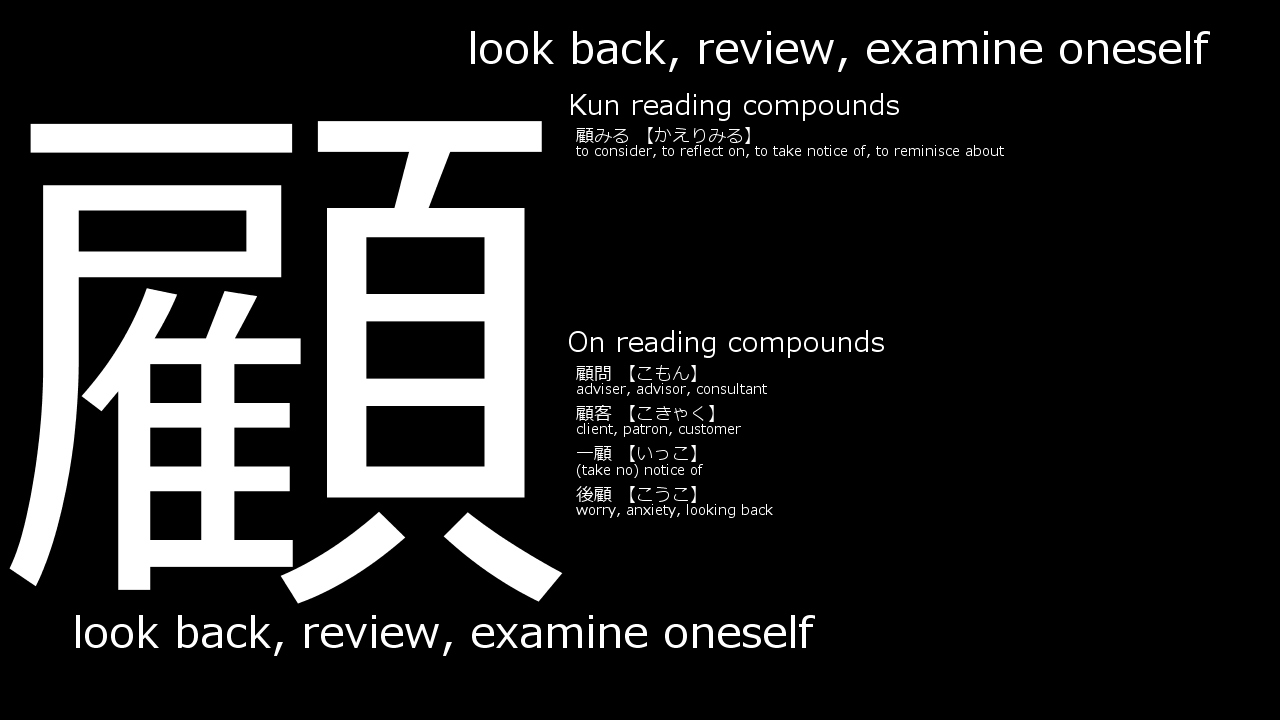 look back, review, examine oneself
顧
Kun reading compounds
顧みる 【かえりみる】
to consider, to reflect on, to take notice of, to reminisce about
On reading compounds
顧問 【こもん】
adviser, advisor, consultant
顧客 【こきゃく】
client, patron, customer
一顧 【いっこ】
(take no) notice of
後顧 【こうこ】
worry, anxiety, looking back
look back, review, examine oneself